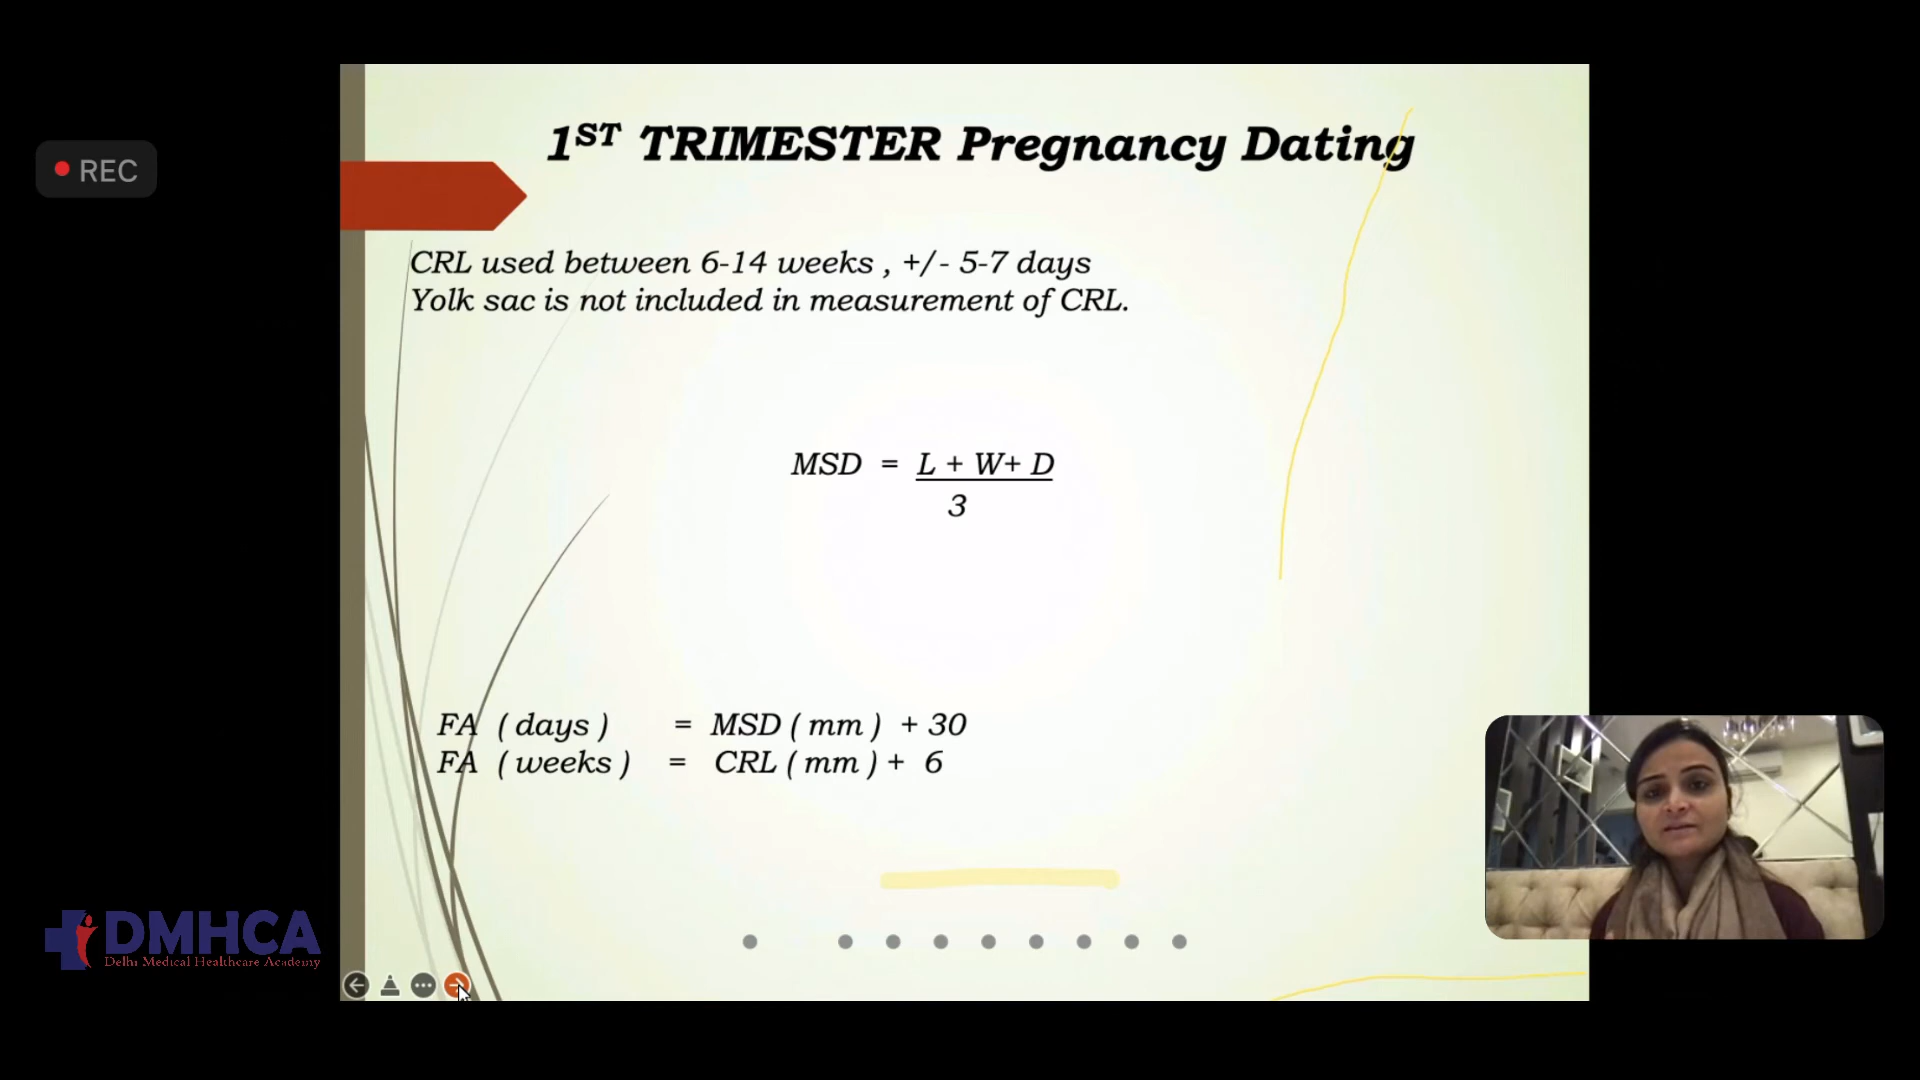 1ST TRIMESTER Pregnancy Dating
REC
CRL used between 6-14 weeks , +/- 5-7 days
Yolk sac is not included in measurement of CRL.
MSD = L + W+ D
3
FA ( days ) = MSD ( mm ) + 30
FA ( weeks ) = CRL ( mm ) + 6
DMHCA
Delhi Medical Healthcare Academy